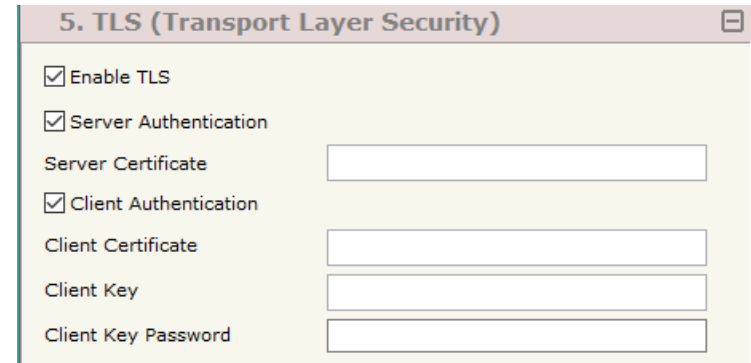 5. TLS (Transport Layer Security)
Enable TLS
Server Authentication
Server Certificate
Client Authentication
Client Certificate
Client Key
Client Key Password